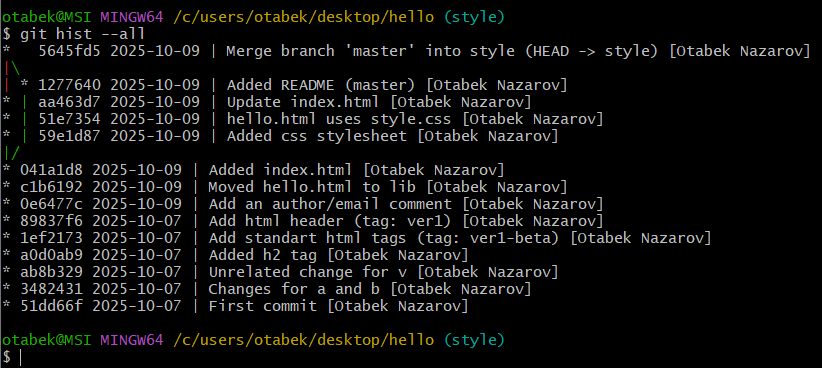 otabek@MSI MINGW64 /c/users/otabek/desktop/hello (style)
$ git hist --all
*   5645fd5 2025-10-09 | Merge branch 'master' into style (HEAD -> style) [Otabek Nazarov]
|\
| * 1277640 2025-10-09 | Added README (master) [Otabek Nazarov]
* | aa463d7 2025-10-09 | Update index.html [Otabek Nazarov]
* | 51e7354 2025-10-09 | hello.html uses style.css [Otabek Nazarov]
* | 59e1d87 2025-10-09 | Added css stylesheet [Otabek Nazarov]
|/
* 041a1d8 2025-10-09 | Added index.html [Otabek Nazarov]
* c1b6192 2025-10-09 | Moved hello.html to lib [Otabek Nazarov]
* 0e6477c 2025-10-09 | Add an author/email comment [Otabek Nazarov]
* 89837f6 2025-10-07 | Add html header (tag: ver1) [Otabek Nazarov]
* 1ef2173 2025-10-07 | Add standart html tags (tag: ver1-beta) [Otabek Nazarov]
* a0d0ab9 2025-10-07 | Added h2 tag [Otabek Nazarov]
* ab8b329 2025-10-07 | Unrelated change for v [Otabek Nazarov]
* 3482431 2025-10-07 | Changes for a and b [Otabek Nazarov]
* 51dd66f 2025-10-07 | First commit [Otabek Nazarov]
otabek@MSI MINGW64 /c/users/otabek/desktop/hello (style)
$